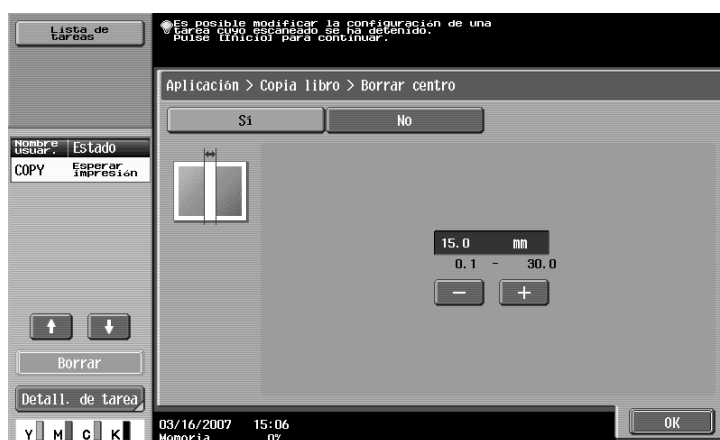 Lista de
tareas
Es posible modificar la configuración de una
tarea cuyo escaneado se ha detenido.
Pulse [Inicio] para continuar.
Aplicación > Copia libro > Borrar centro
Sí
No
Nombre
usuar.
Estado
COPY
Esperar
impresión
15.0 mm
0.1 - 30.0
− +
Borrar
Detall. de tarea
Y M C K
03/16/2007 15:06
Memoria 0%
OK